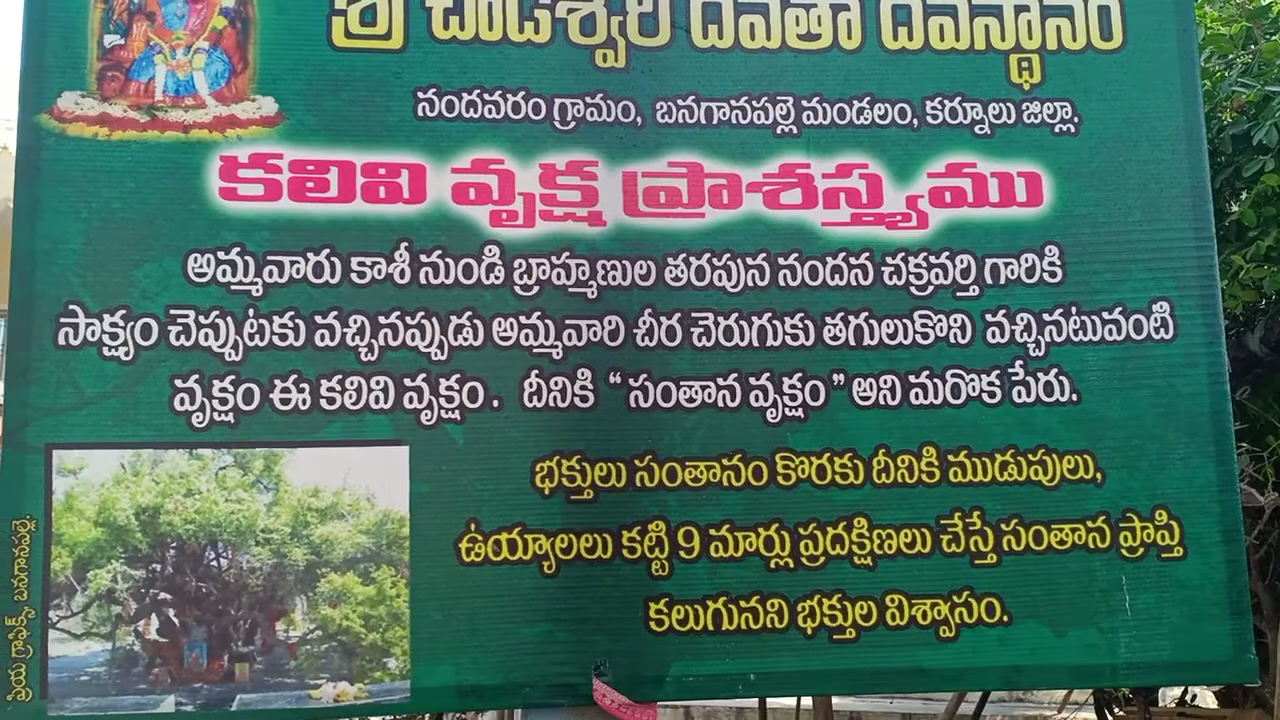 శ్రీ చౌడేశ్వరి దేవతా దేవస్థానం
నందవరం గ్రామం, బనగానపల్లె మండలం, కర్నూలు జిల్లా.
కలివి వృక్ష ప్రాశస్త్యము
అమ్మవారు కాశీ నుండి బ్రాహ్మణుల తరపున నందన చక్రవర్తి గారికి
సాక్ష్యం చెప్పుటకు వచ్చినప్పుడు అమ్మవారి చీర చెరుగుకు తగులుకొని వచ్చినటువంటి
వృక్షం ఈ కలివి వృక్షం. దీనికి “ సంతాన వృక్షం ” అని మరొక పేరు.
భక్తులు సంతానం కొరకు దీనికి ముడుపులు,
ఉయ్యాలలు కట్టి 9 మార్లు ప్రదక్షిణలు చేస్తే సంతాన ప్రాప్తి
కలుగునని భక్తుల విశ్వాసం.
ప్రియ గ్రాఫిక్స్, బనగానపల్లె.